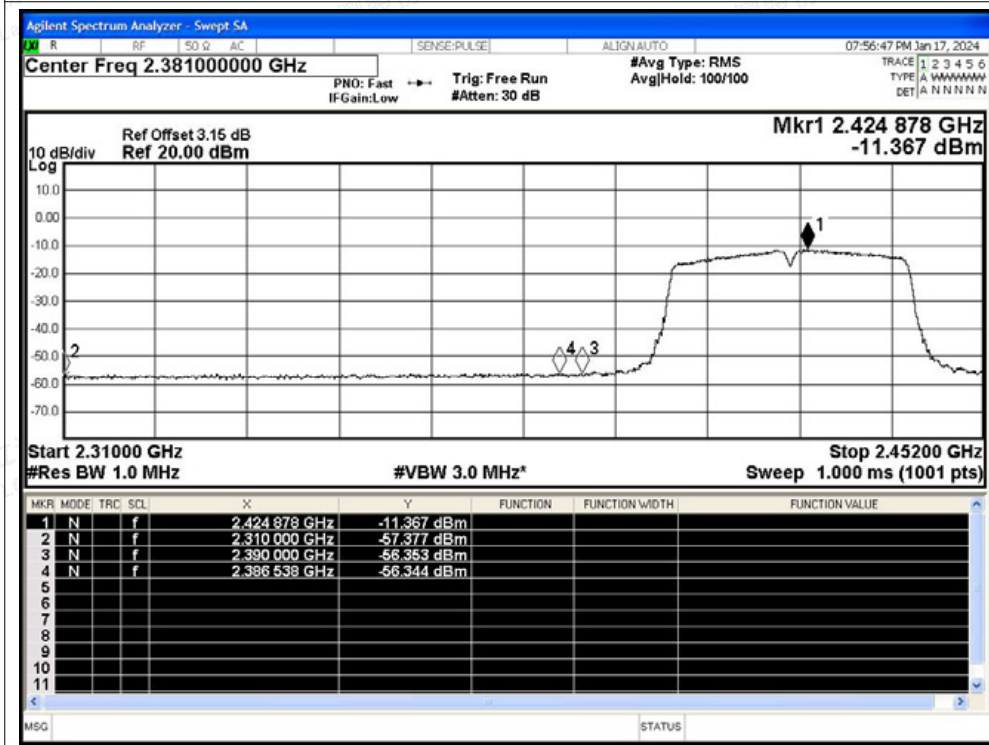 Agilent Spectrum Analyzer - Swept SA
R RF 50 Ω AC SENSE:PULSE ALIGN AUTO 07:56:47 PM Jan 17, 2024
Center Freq 2.381000000 GHz
PNO: Fast
IFGain:Low
Trig: Free Run
#Atten: 30 dB
#Avg Type: RMS
Avg|Hold: 100/100
TRACE 1 2 3 4 5 6
TYPE A WWWWW
DET A N N N N N
Ref Offset 3.15 dB
10 dB/div Ref 20.00 dBm
Log
Mkr1 2.424 878 GHz
-11.367 dBm
10.0
0.00
-10.0
-20.0
-30.0
-40.0
-50.0
-60.0
-70.0
1
2
4 3
Start 2.31000 GHz Stop 2.45200 GHz
#Res BW 1.0 MHz #VBW 3.0 MHz* Sweep 1.000 ms (1001 pts)
MKR MODE TRC SCL X Y FUNCTION FUNCTION WIDTH FUNCTION VALUE
1 N f 2.424 878 GHz -11.367 dBm
2 N f 2.310 000 GHz -57.377 dBm
3 N f 2.390 000 GHz -56.353 dBm
4 N f 2.386 538 GHz -56.344 dBm
5
6
7
8
9
10
11
MSG STATUS